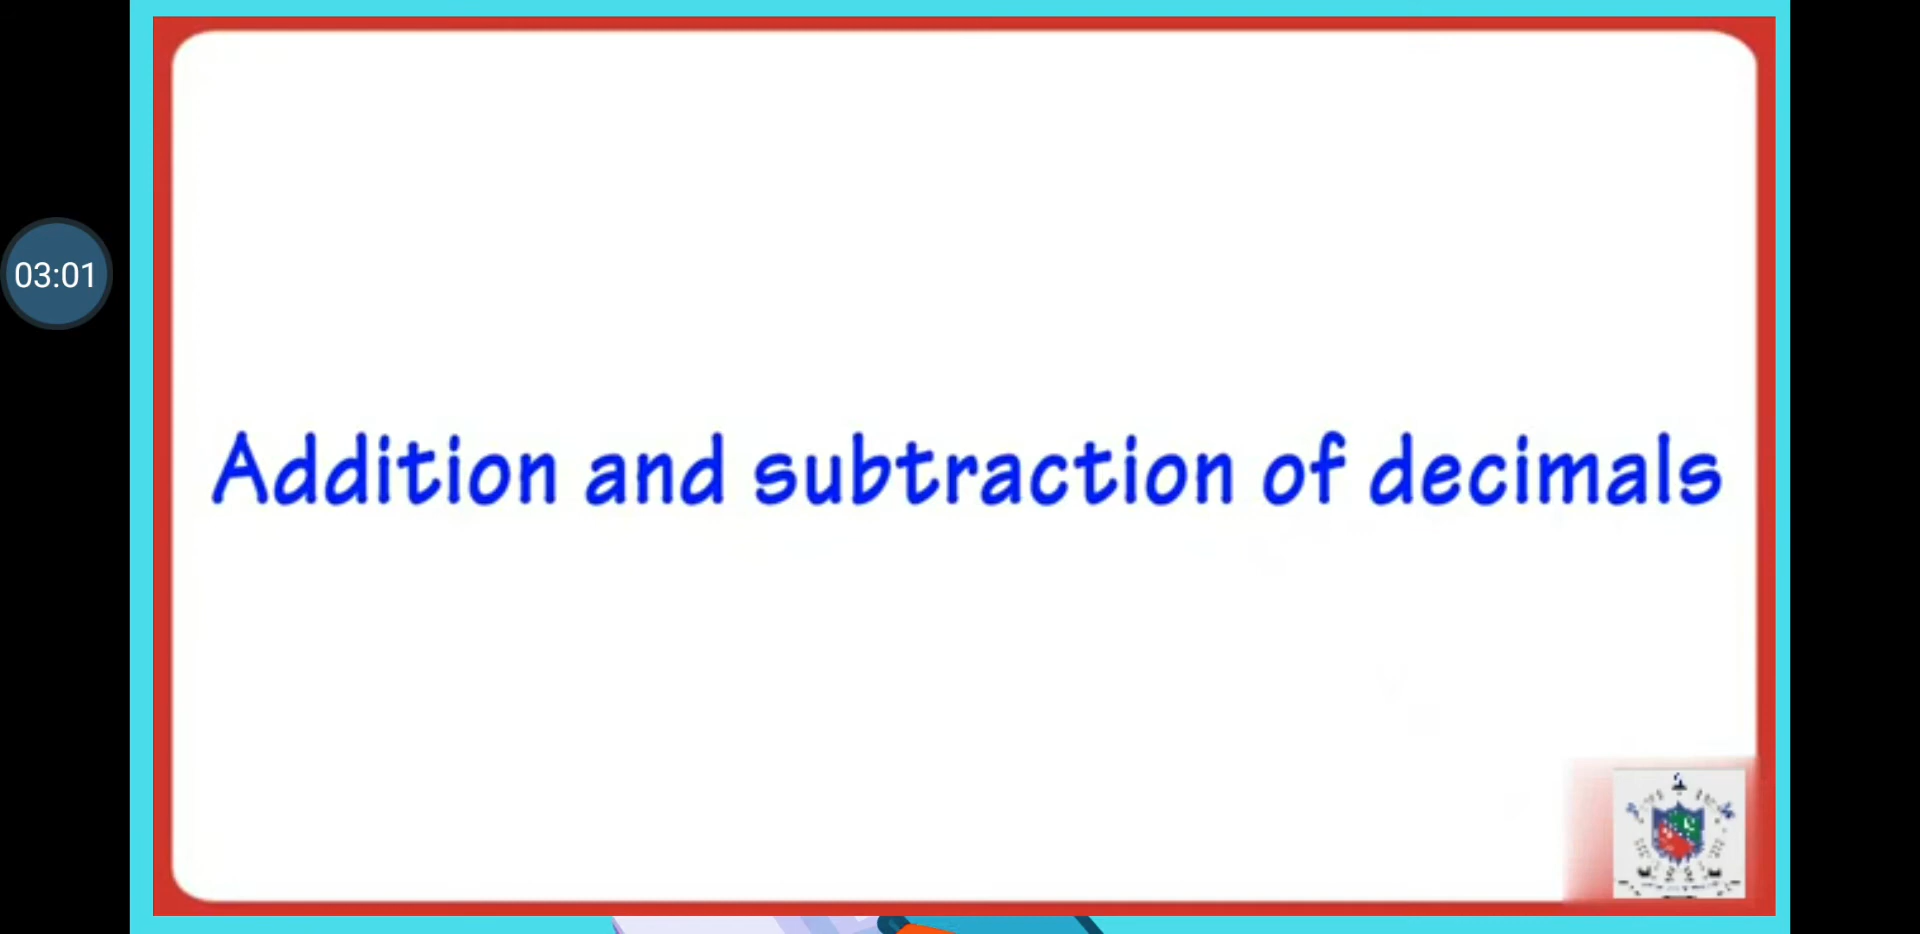 03:01
Addition and subtraction of decimals